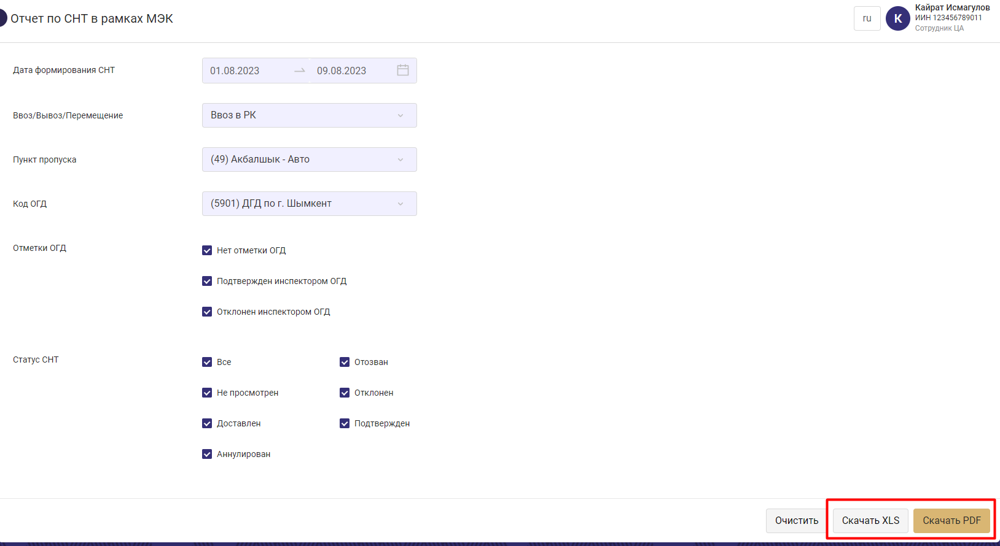 Отчет по СНТ в рамках МЭК
ru
К
Кайрат Исмагулов
ИИН 123456789011
Сотрудник ЦА
Дата формирования СНТ
01.08.2023
09.08.2023
Ввоз/Вывоз/Перемещение
Ввоз в РК
Пункт пропуска
(49) Акбалшык - Авто
Код ОГД
(5901) ДГД по г. Шымкент
Отметки ОГД
Нет отметки ОГД
Подтвержден инспектором ОГД
Отклонен инспектором ОГД
Статус СНТ
Все
Отозван
Не просмотрен
Отклонен
Доставлен
Подтвержден
Аннулирован
Очистить
Скачать XLS
Скачать PDF